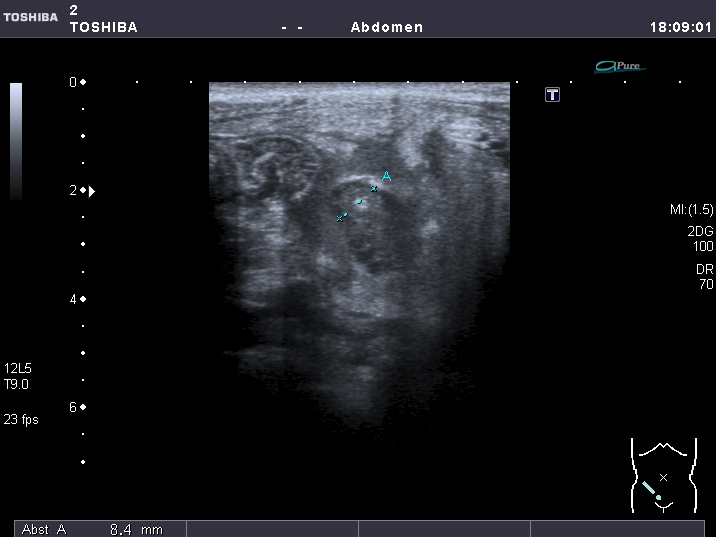 TOSHIBA
2
TOSHIBA
- -
Abdomen
18:09:01
Pure
T
0
2
4
6
A
MI:(1.5)
2DG
100
DR
70
12L5
T9.0
23 fps
Abst A 8.4 mm